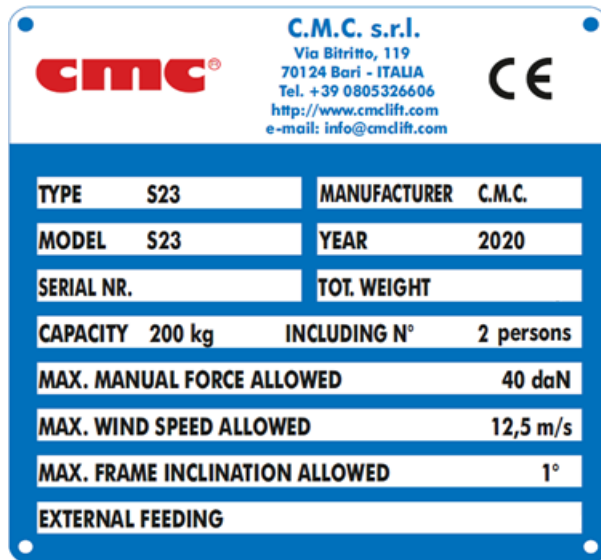 C.M.C. s.r.l.
Via Bitritto, 119
70124 Bari - ITALIA
Tel. +39 0805326606
http://www.cmclift.com
e-mail: info@cmclift.com
cmc®
CE
TYPE S23 MANUFACTURER C.M.C.
MODEL S23 YEAR 2020
SERIAL NR. TOT. WEIGHT
CAPACITY 200 kg INCLUDING N° 2 persons
MAX. MANUAL FORCE ALLOWED 40 daN
MAX. WIND SPEED ALLOWED 12,5 m/s
MAX. FRAME INCLINATION ALLOWED 1°
EXTERNAL FEEDING